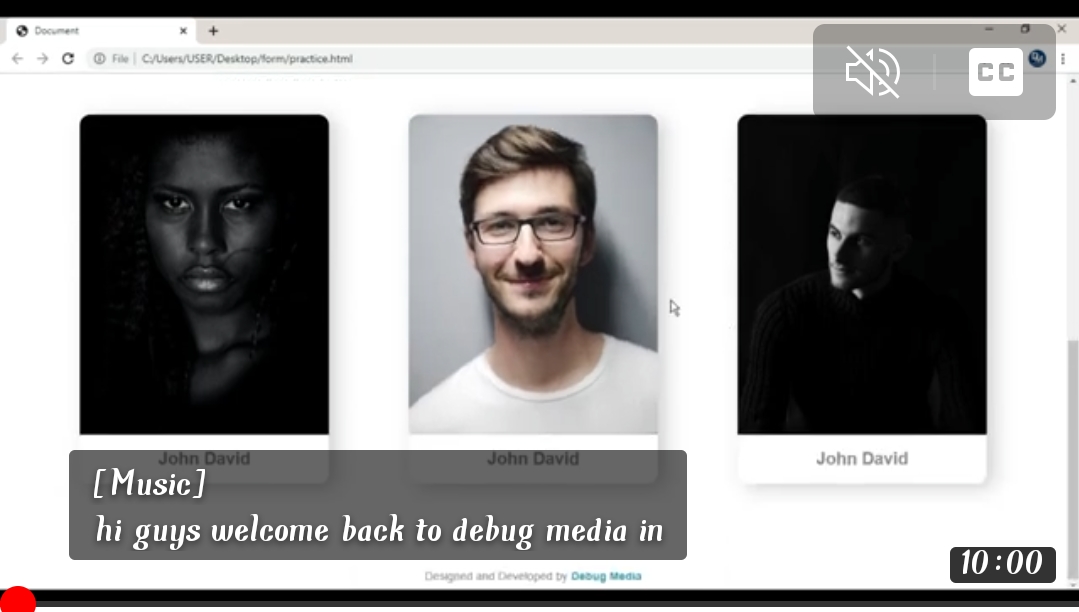 Document
File
C:/Users/USER/Desktop/form/practice.html
CC
John David
John David
John David
[Music]
hi guys welcome back to debug media in
10:00
Designed and Developed by Debug Media